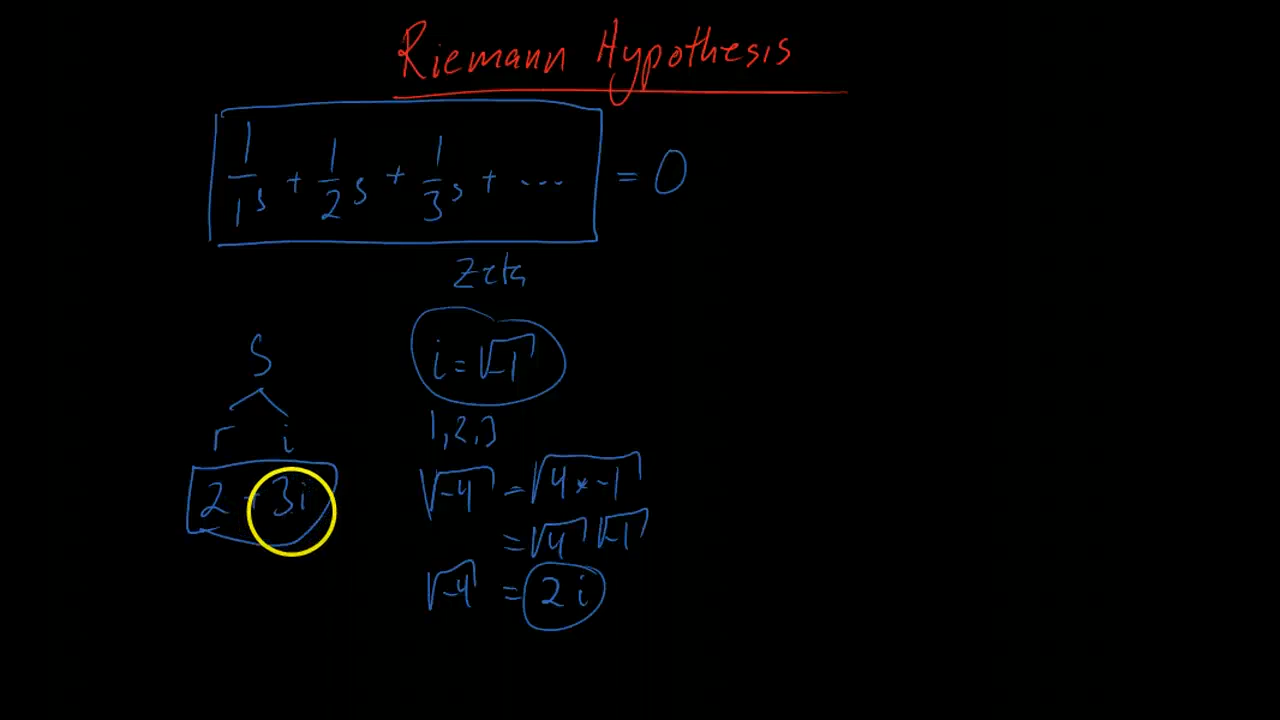 Riemann Hypothesis
1/1^s + 1/2^s + 1/3^s + ... = 0
Zeta
S
r i
2 + 3i
i = √-1
1, 2, 3
√-4 = √4 × -1
= √4 √-1
√-4 = 2i